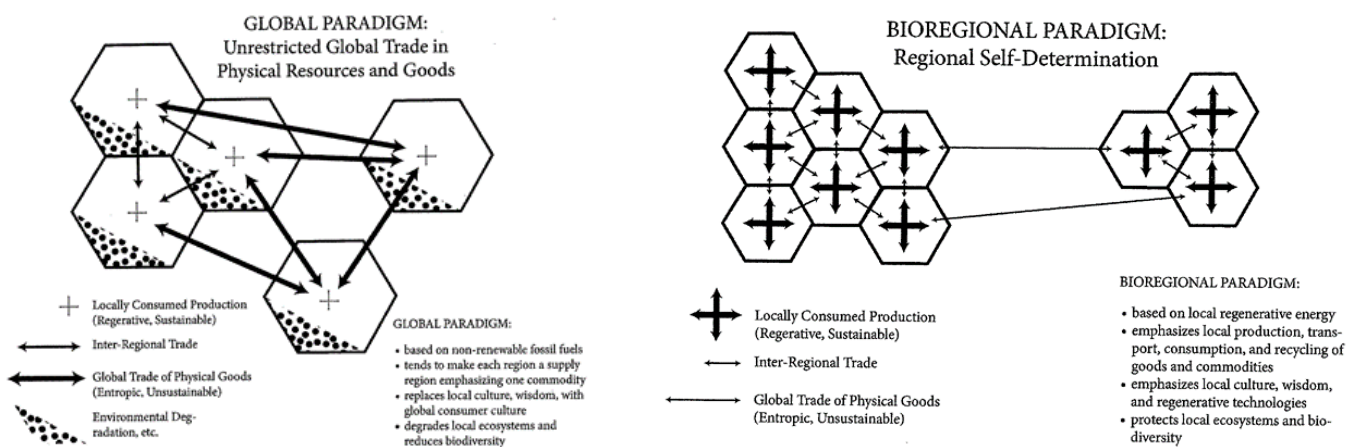 GLOBAL PARADIGM:
Unrestricted Global Trade in
Physical Resources and Goods
Locally Consumed Production
(Regerative, Sustainable)
Inter-Regional Trade
Global Trade of Physical Goods
(Entropic, Unsustainable)
Environmental Deg-
radation, etc.
GLOBAL PARADIGM:
• based on non-renewable fossil fuels
• tends to make each region a supply
region emphasizing one commodity
• replaces local culture, wisdom, with
global consumer culture
• degrades local ecosystems and
reduces biodiversity
BIOREGIONAL PARADIGM:
Regional Self-Determination
Locally Consumed Production
(Regerative, Sustainable)
Inter-Regional Trade
Global Trade of Physical Goods
(Entropic, Unsustainable)
BIOREGIONAL PARADIGM:
• based on local regenerative energy
• emphasizes local production, trans-
port, consumption, and recycling of
goods and commodities
• emphasizes local culture, wisdom,
and regenerative technologies
• protects local ecosystems and bio-
diversity